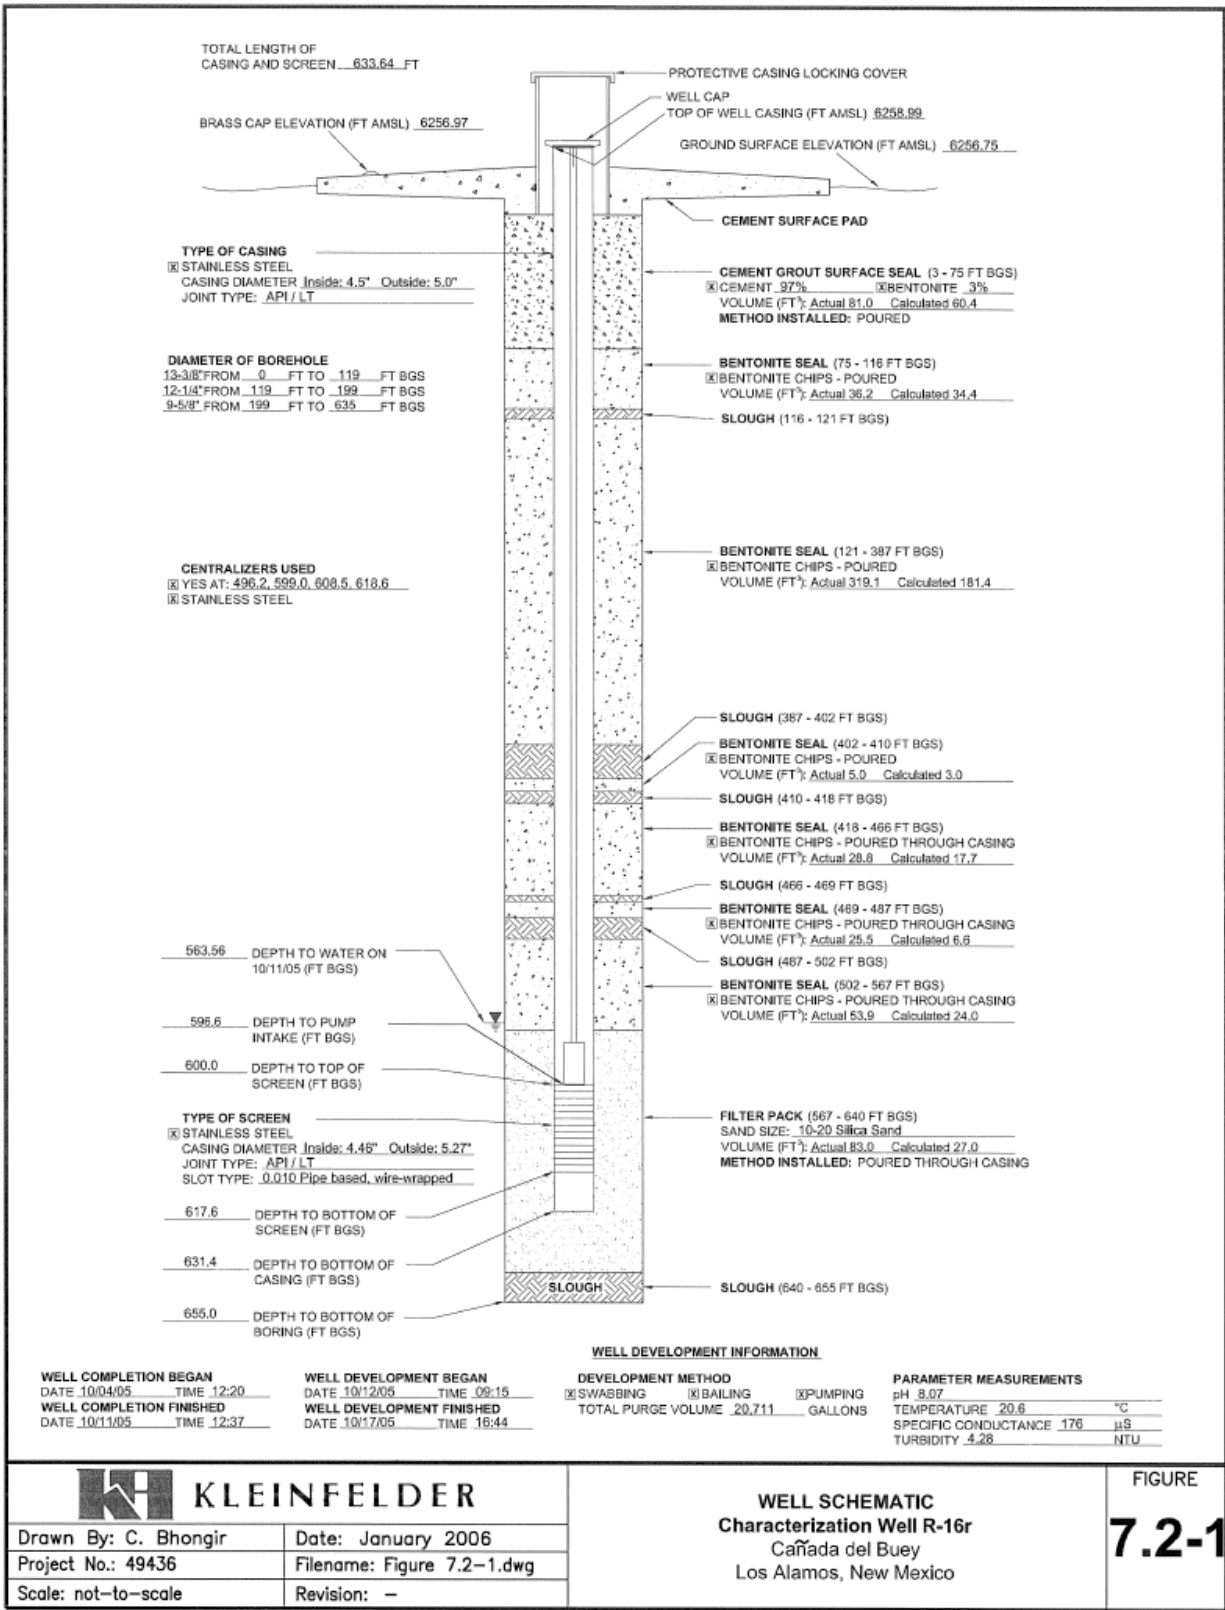 TOTAL LENGTH OF
CASING AND SCREEN 633.64 FT
PROTECTIVE CASING LOCKING COVER
WELL CAP
TOP OF WELL CASING (FT AMSL) 6258.99
BRASS CAP ELEVATION (FT AMSL) 6256.97
GROUND SURFACE ELEVATION (FT AMSL) 6256.75
CEMENT SURFACE PAD
TYPE OF CASING
☒ STAINLESS STEEL
CASING DIAMETER Inside: 4.5" Outside: 5.0"
JOINT TYPE: API / LT
CEMENT GROUT SURFACE SEAL (3 - 75 FT BGS)
☒ CEMENT 97% ☒ BENTONITE 3%
VOLUME (FT³): Actual 81.0 Calculated 60.4
METHOD INSTALLED: POURED
DIAMETER OF BOREHOLE
13-3/8" FROM 0 FT TO 119 FT BGS
12-1/4" FROM 119 FT TO 199 FT BGS
9-5/8" FROM 199 FT TO 635 FT BGS
BENTONITE SEAL (75 - 116 FT BGS)
☒ BENTONITE CHIPS - POURED
VOLUME (FT³): Actual 36.2 Calculated 34.4
SLOUGH (116 - 121 FT BGS)
BENTONITE SEAL (121 - 387 FT BGS)
☒ BENTONITE CHIPS - POURED
VOLUME (FT³): Actual 319.1 Calculated 181.4
CENTRALIZERS USED
☒ YES AT: 496.2, 599.0, 608.5, 618.6
☒ STAINLESS STEEL
SLOUGH (387 - 402 FT BGS)
BENTONITE SEAL (402 - 410 FT BGS)
☒ BENTONITE CHIPS - POURED
VOLUME (FT³): Actual 5.0 Calculated 3.0
SLOUGH (410 - 418 FT BGS)
BENTONITE SEAL (418 - 466 FT BGS)
☒ BENTONITE CHIPS - POURED THROUGH CASING
VOLUME (FT³): Actual 28.8 Calculated 17.7
SLOUGH (466 - 469 FT BGS)
BENTONITE SEAL (469 - 487 FT BGS)
☒ BENTONITE CHIPS - POURED THROUGH CASING
VOLUME (FT³): Actual 25.5 Calculated 6.6
SLOUGH (487 - 502 FT BGS)
BENTONITE SEAL (502 - 567 FT BGS)
☒ BENTONITE CHIPS - POURED THROUGH CASING
VOLUME (FT³): Actual 53.9 Calculated 24.0
563.56 DEPTH TO WATER ON
10/11/05 (FT BGS)
596.6 DEPTH TO PUMP
INTAKE (FT BGS)
600.0 DEPTH TO TOP OF
SCREEN (FT BGS)
TYPE OF SCREEN
☒ STAINLESS STEEL
CASING DIAMETER Inside: 4.46" Outside: 5.27"
JOINT TYPE: API / LT
SLOT TYPE: 0.010 Pipe based, wire-wrapped
FILTER PACK (567 - 640 FT BGS)
SAND SIZE: 10-20 Silica Sand
VOLUME (FT³): Actual 83.0 Calculated 27.0
METHOD INSTALLED: POURED THROUGH CASING
617.6 DEPTH TO BOTTOM OF
SCREEN (FT BGS)
631.4 DEPTH TO BOTTOM OF
CASING (FT BGS)
SLOUGH
SLOUGH (640 - 655 FT BGS)
655.0 DEPTH TO BOTTOM OF
BORING (FT BGS)
WELL DEVELOPMENT INFORMATION
WELL COMPLETION BEGAN
DATE 10/04/05 TIME 12:20
WELL COMPLETION FINISHED
DATE 10/11/05 TIME 12:37
WELL DEVELOPMENT BEGAN
DATE 10/12/05 TIME 09:15
WELL DEVELOPMENT FINISHED
DATE 10/17/05 TIME 16:44
DEVELOPMENT METHOD
☒ SWABBING ☒ BAILING ☒ PUMPING
TOTAL PURGE VOLUME 20,711 GALLONS
PARAMETER MEASUREMENTS
pH 8.07
TEMPERATURE 20.6 °C
SPECIFIC CONDUCTANCE 176 µS
TURBIDITY 4.28 NTU
KLEINFELDER
Drawn By: C. Bhongir
Date: January 2006
Project No.: 49436
Filename: Figure 7.2-1.dwg
Scale: not-to-scale
Revision: –
WELL SCHEMATIC
Characterization Well R-16r
Cañada del Buey
Los Alamos, New Mexico
FIGURE
7.2-1